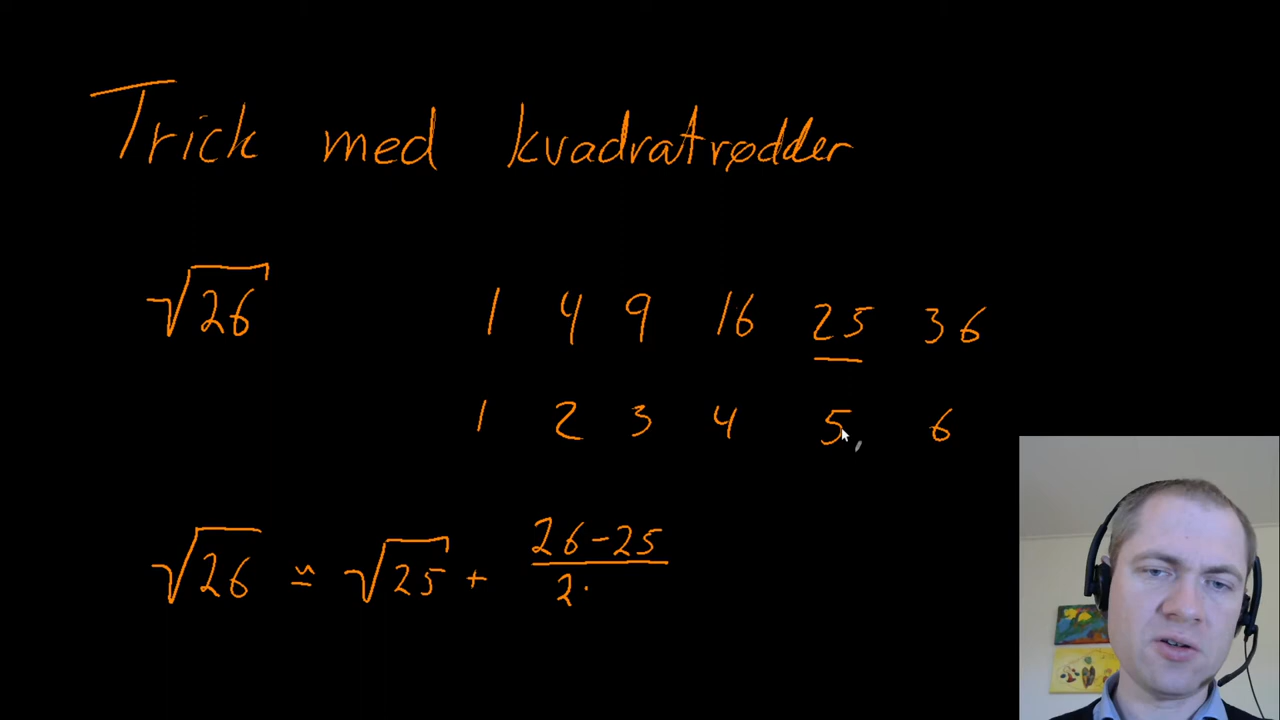 Trick med kvadratrødder
√26 1 4 9 16 25 36
1 2 3 4 5 6
√26 ≈ √25 + (26-25)/(2·